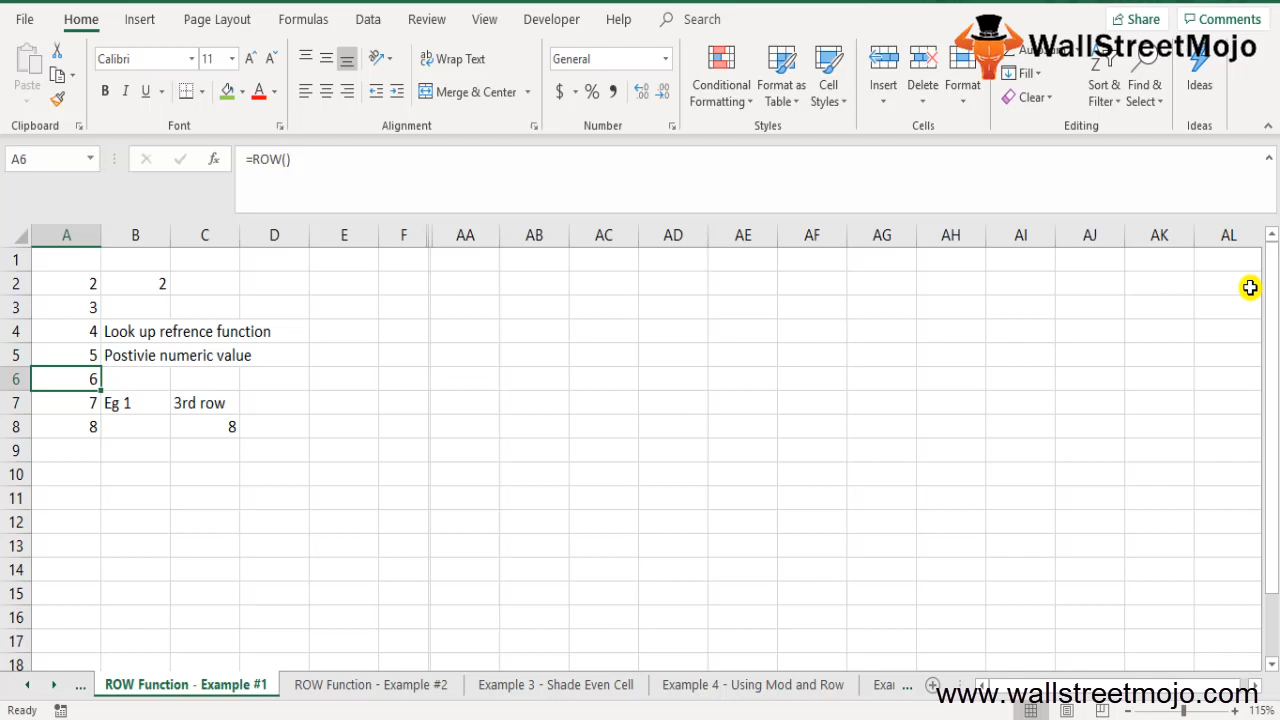 File Home Insert Page Layout Formulas Data Review View Developer Help Search Share Comments
WallStreetMojo
Paste
Calibri 11 A A
B I U A
Wrap Text
Merge & Center
General
$ % , 
Conditional Formatting
Format as Table
Cell Styles
Insert Delete Format
Fill
Clear
Sort & Filter
Find & Select
Ideas
Clipboard Font Alignment Number Styles Cells Editing Ideas
A6 fx =ROW()
A B C D E F AA AB AC AD AE AF AG AH AI AJ AK AL
1
2 2 2
3 3
4 4 Look up refrence function
5 5 Postivie numeric value
6 6
7 7 Eg 1 3rd row
8 8 8
9
10
11
12
13
14
15
16
17
18
... ROW Function - Example #1 ROW Function - Example #2 Example 3 - Shade Even Cell Example 4 - Using Mod and Row Exai ...
www.wallstreetmojo.com
Ready 115%